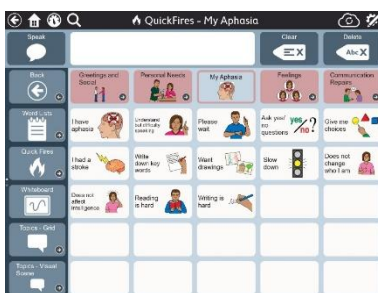 QuickFires - My Aphasia
Speak
Clear
Delete
X
Abc X
Back
Greetings and
Social
Personal Needs
My Aphasia
Feelings
Communication
Repairs
Word Lists
I have
aphasia
Understand
not difficulty
speaking
Please
wait
Ask yes/
no
questions
yes/
no?
Give me
choices
Quick Fires
I had a
stroke
Write
down key
words
Want
drawings
Slow
down
Does not
change
who I am
Whiteboard
Does not
affect
intelligence
Reading
is hard
Writing is
hard
Topics - Grid
Topics - Visual
Scene